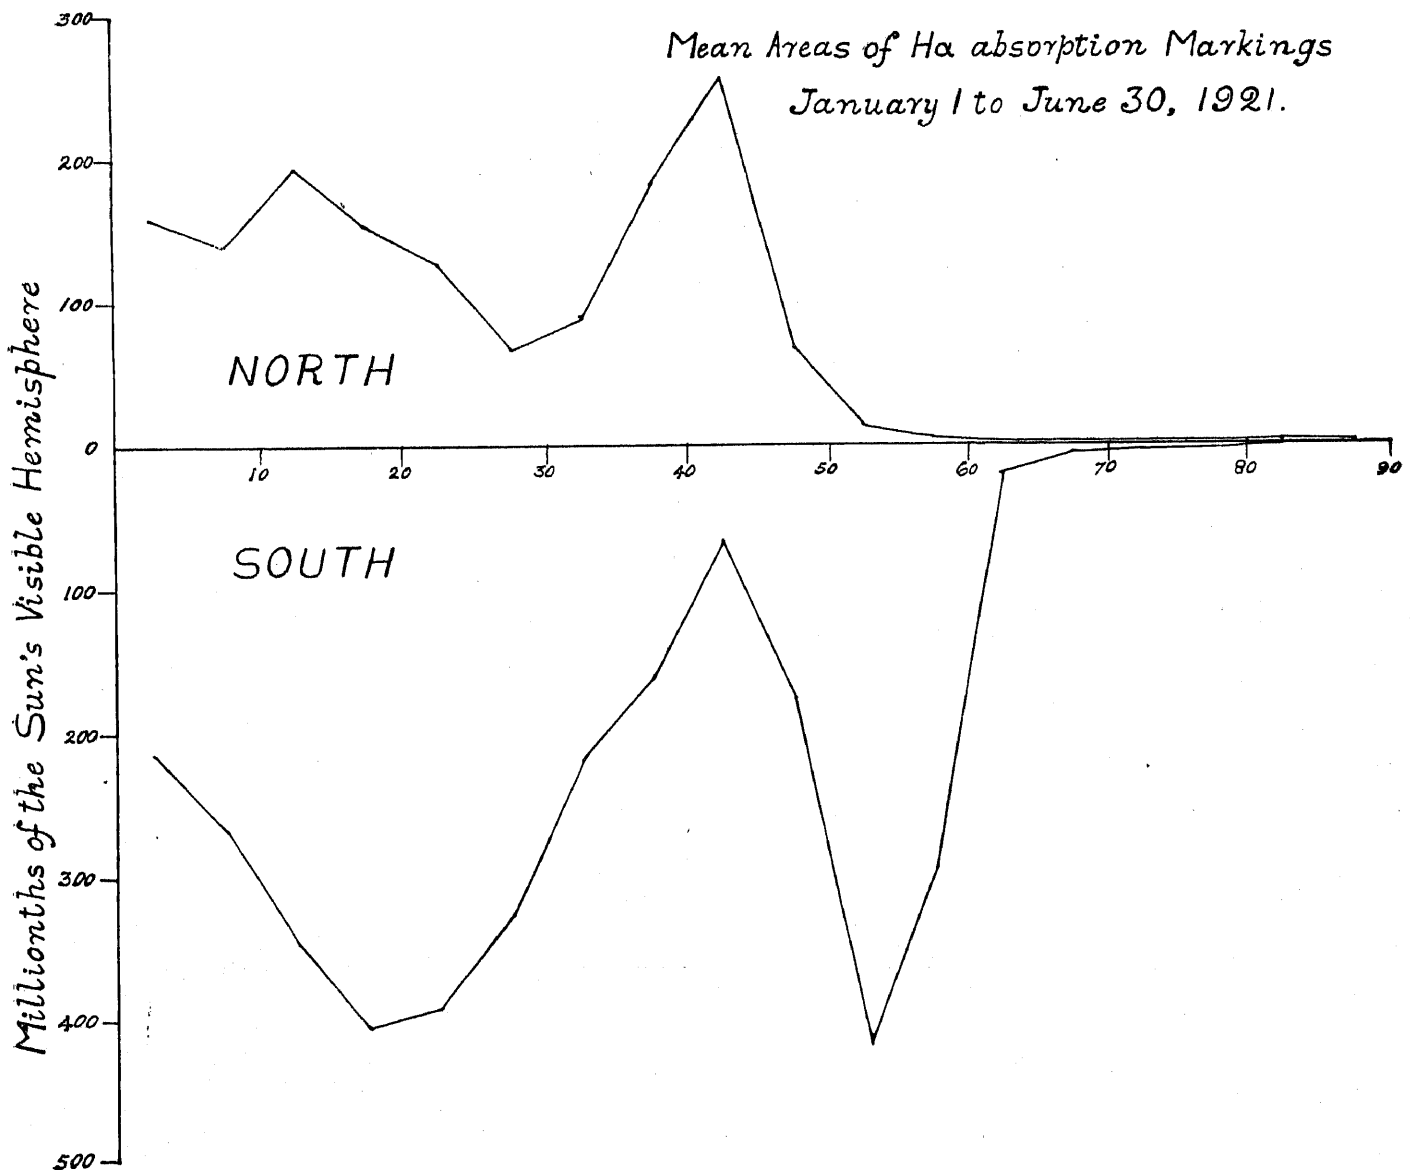 Mean Areas of Hα absorption Markings
January 1 to June 30, 1921.
Millionths of the Sun's Visible Hemisphere
300
200
100
NORTH
0
10 20 30 40 50 60 70 80 90
SOUTH
100
200
300
400
500